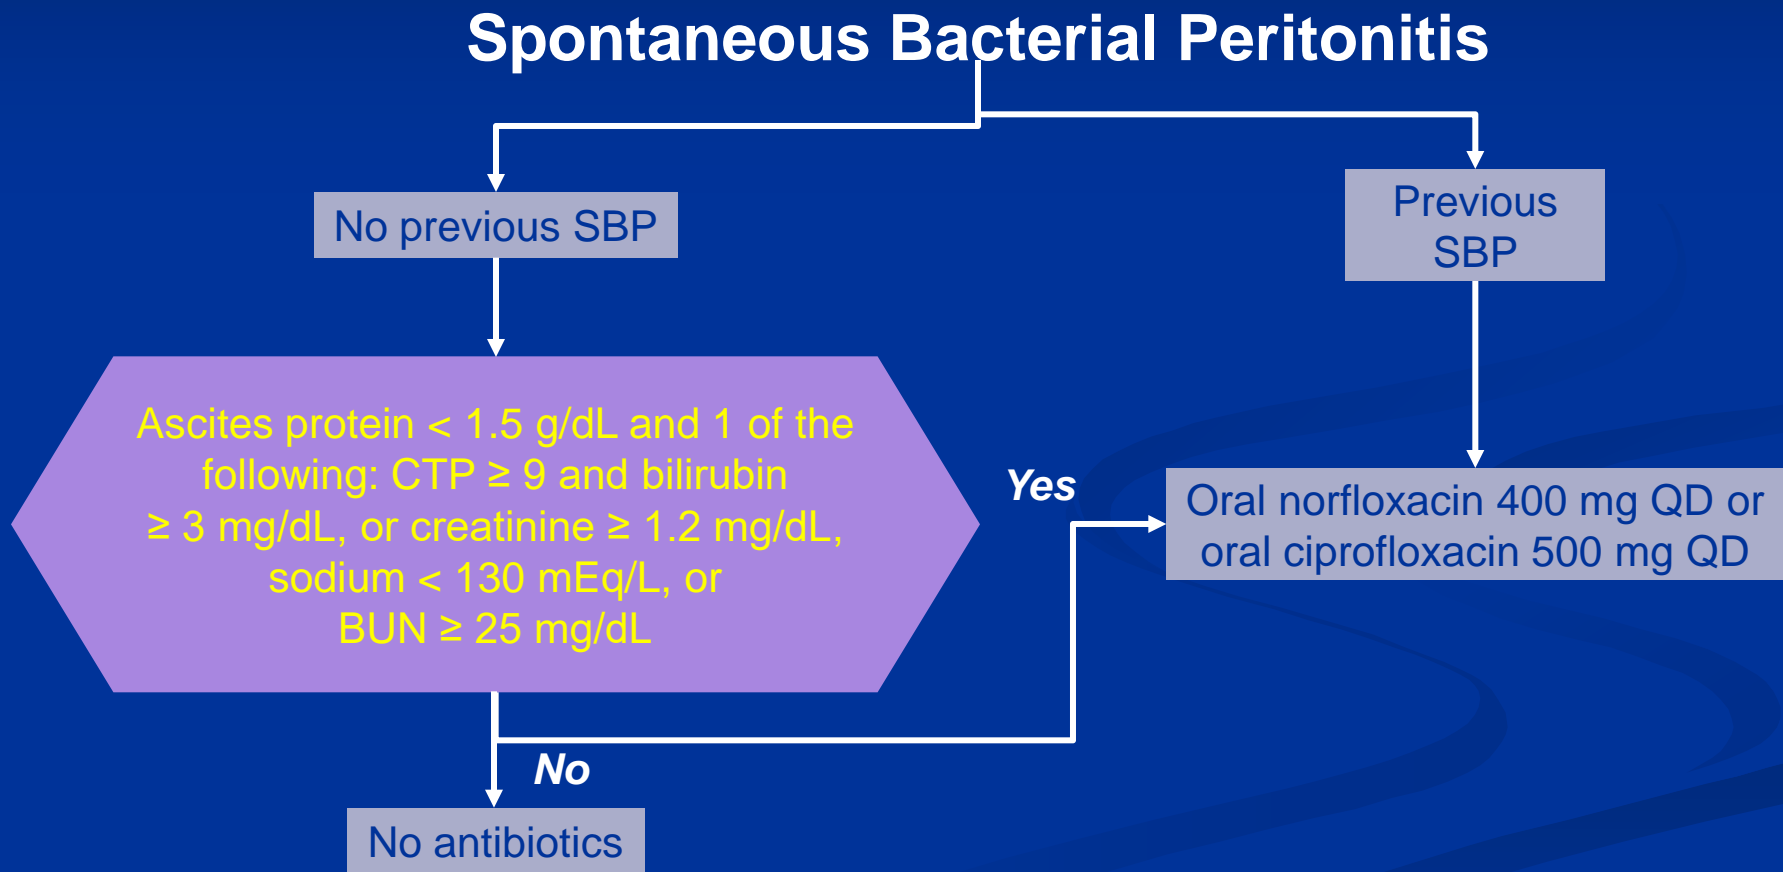 Spontaneous Bacterial Peritonitis
No previous SBP
Previous
SBP
Ascites protein < 1.5 g/dL and 1 of the
following: CTP ≥ 9 and bilirubin
≥ 3 mg/dL, or creatinine ≥ 1.2 mg/dL,
sodium < 130 mEq/L, or
BUN ≥ 25 mg/dL
Yes
Oral norfloxacin 400 mg QD or
oral ciprofloxacin 500 mg QD
No
No antibiotics